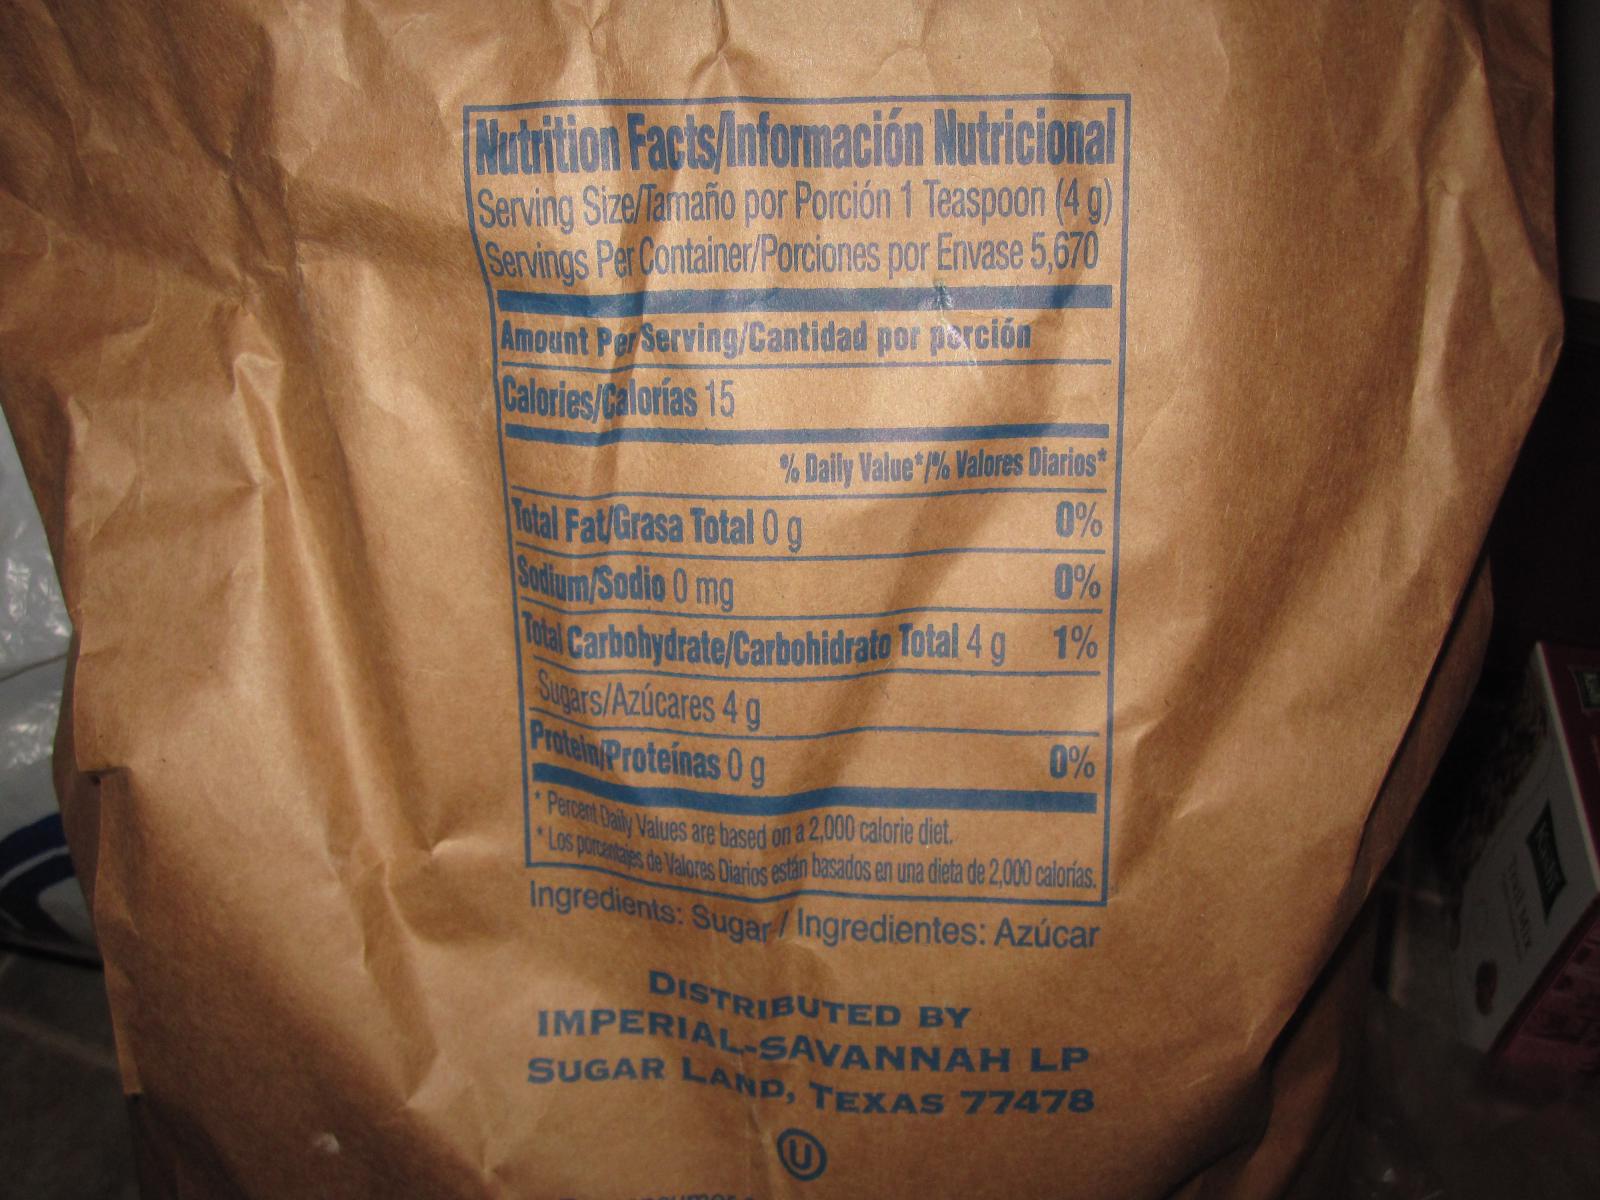 Nutrition Facts/Información Nutricional
Serving Size/Tamaño por Porción 1 Teaspoon (4 g)
Servings Per Container/Porciones por Envase 5,670
Amount Per Serving/Cantidad por porción
Calories/Calorías 15
% Daily Value*/% Valores Diarios*
Total Fat/Grasa Total 0 g 0%
Sodium/Sodio 0 mg 0%
Total Carbohydrate/Carbohidrato Total 4 g 1%
Sugars/Azúcares 4 g
Protein/Proteínas 0 g 0%
* Percent Daily Values are based on a 2,000 calorie diet.
* Los porcentajes de Valores Diarios están basados en una dieta de 2,000 calorías.
Ingredients: Sugar / Ingredientes: Azúcar
DISTRIBUTED BY
IMPERIAL-SAVANNAH LP
SUGAR LAND, TEXAS 77478
U
Kashi